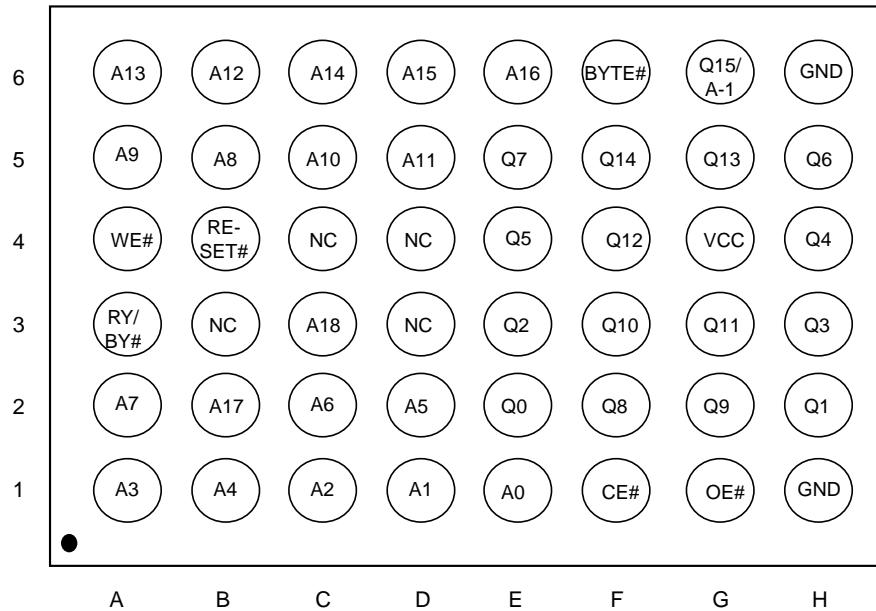 6 A13 A12 A14 A15 A16 BYTE# Q15/ GND
A-1
5 A9 A8 A10 A11 Q7 Q14 Q13 Q6
4 WE# RE- NC NC Q5 Q12 VCC Q4
SET#
3 RY/ NC A18 NC Q2 Q10 Q11 Q3
BY#
2 A7 A17 A6 A5 Q0 Q8 Q9 Q1
1 A3 A4 A2 A1 A0 CE# OE# GND
A B C D E F G H